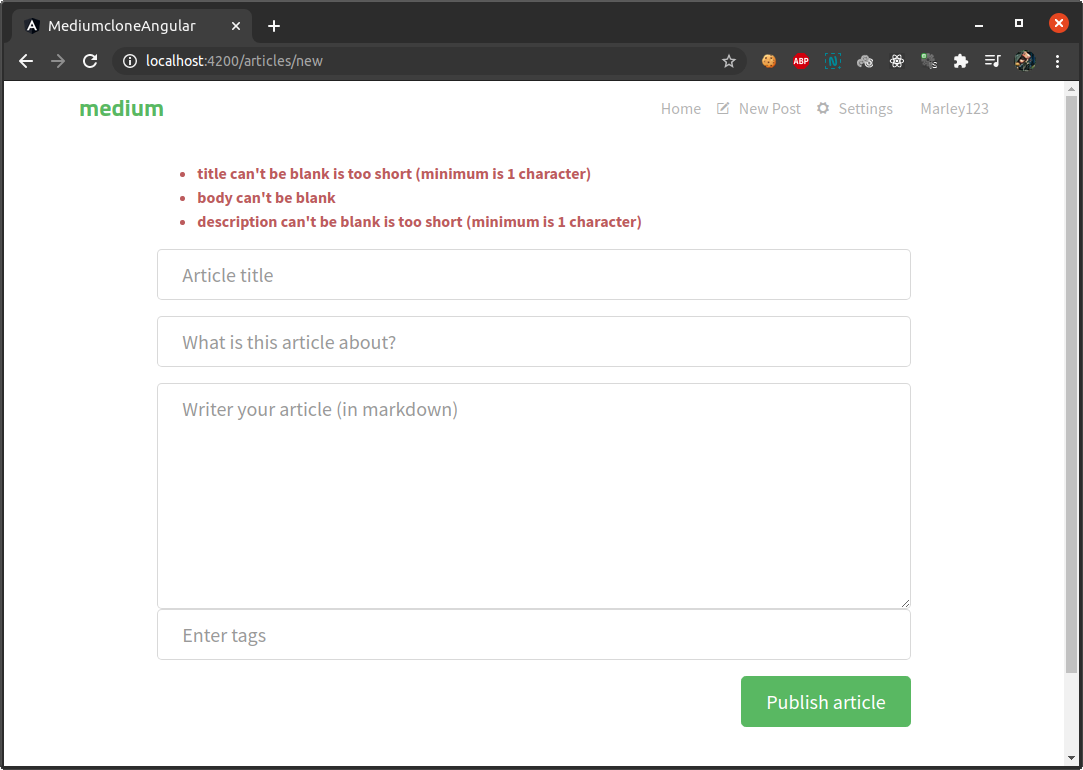 MediumcloneAngular
localhost:4200/articles/new
ABP
N
medium
Home New Post Settings Marley123
title can't be blank is too short (minimum is 1 character)
body can't be blank
description can't be blank is too short (minimum is 1 character)
Article title
What is this article about?
Writer your article (in markdown)
Enter tags
Publish article